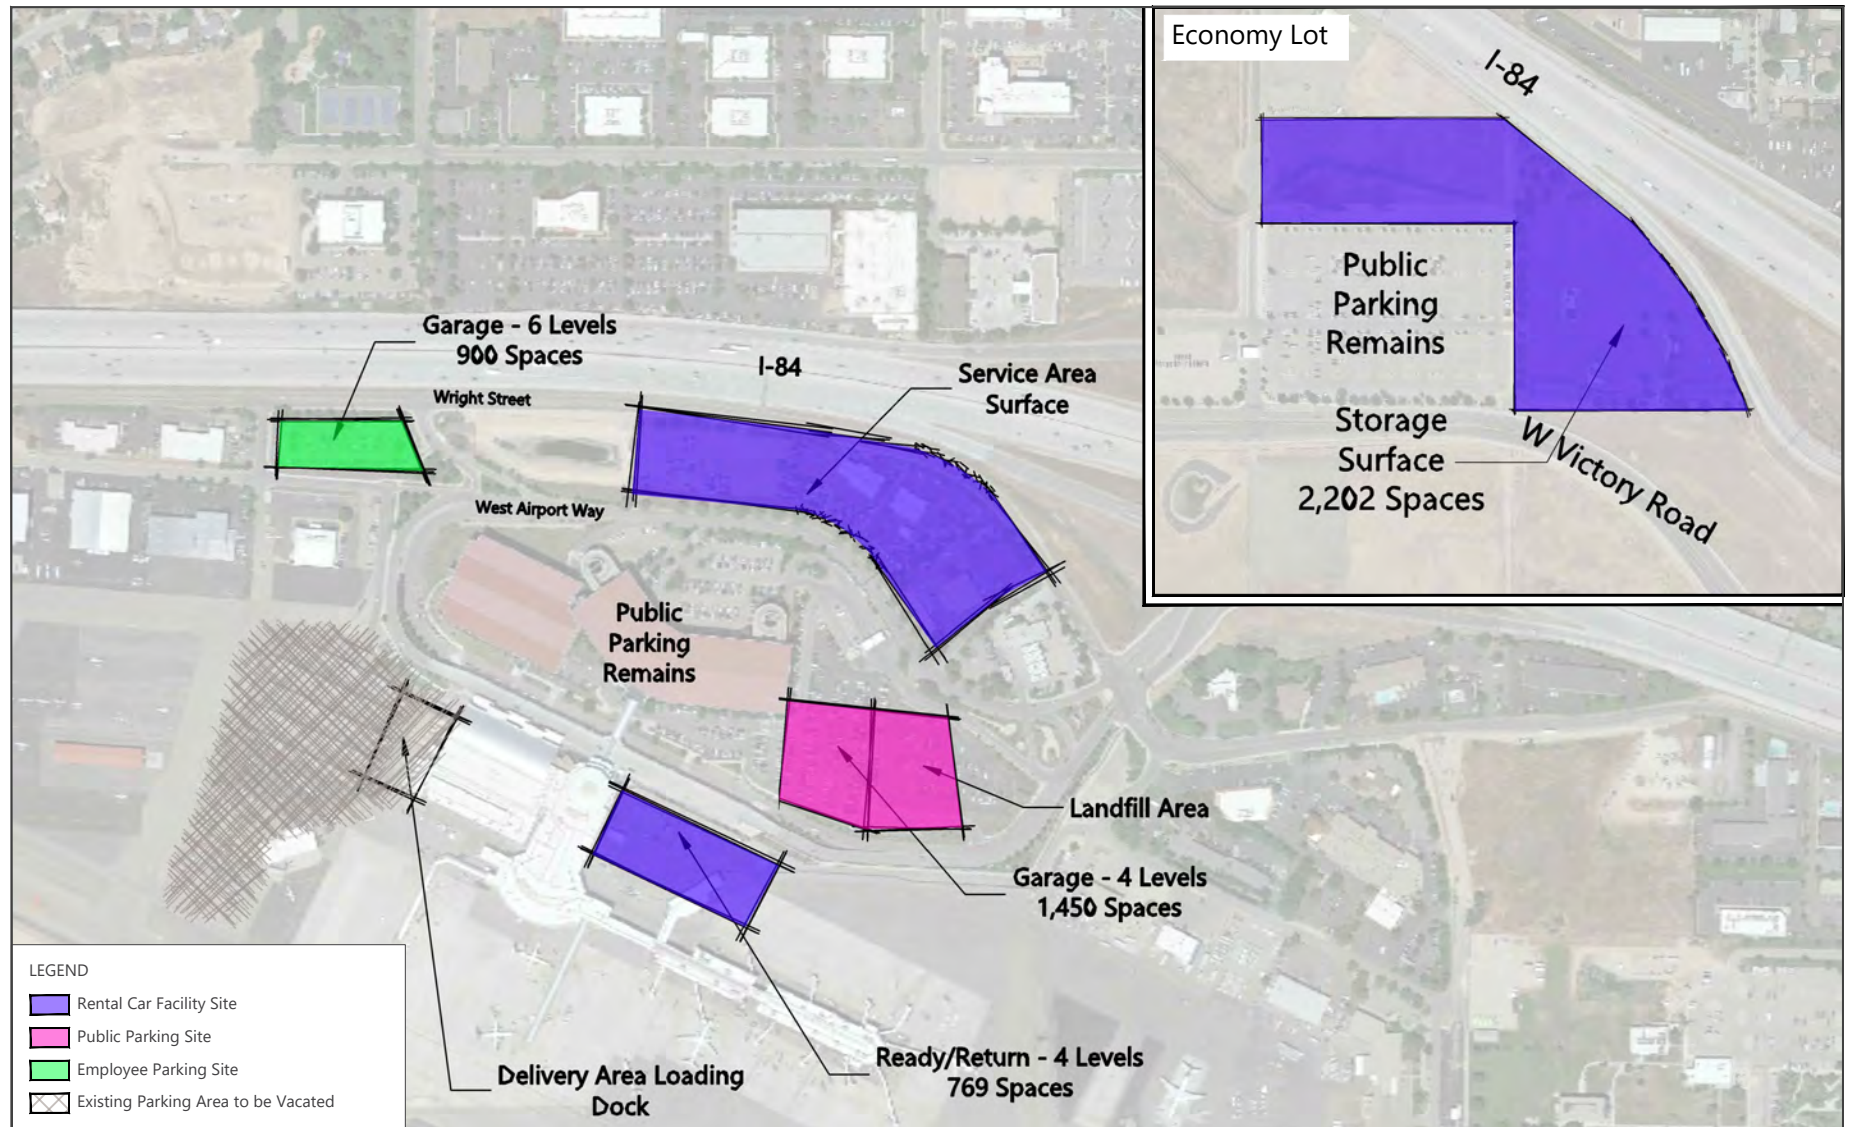 Economy Lot
I-84
Public
Parking
Remains
Storage
Surface
2,202 Spaces
W Victory Road
Garage - 6 Levels
900 Spaces
I-84
Wright Street
Service Area
Surface
West Airport Way
Public
Parking
Remains
Landfill Area
Garage - 4 Levels
1,450 Spaces
Ready/Return - 4 Levels
769 Spaces
Delivery Area Loading
Dock
LEGEND
Rental Car Facility Site
Public Parking Site
Employee Parking Site
Existing Parking Area to be Vacated